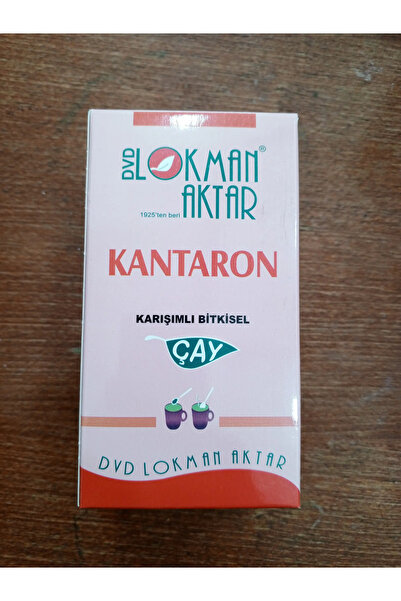 DVD LOKMAN®
AKTAR
1925'ten beri
KANTARON
KARIŞIMLI BİTKİSEL
ÇAY
DVD LOKMAN AKTAR